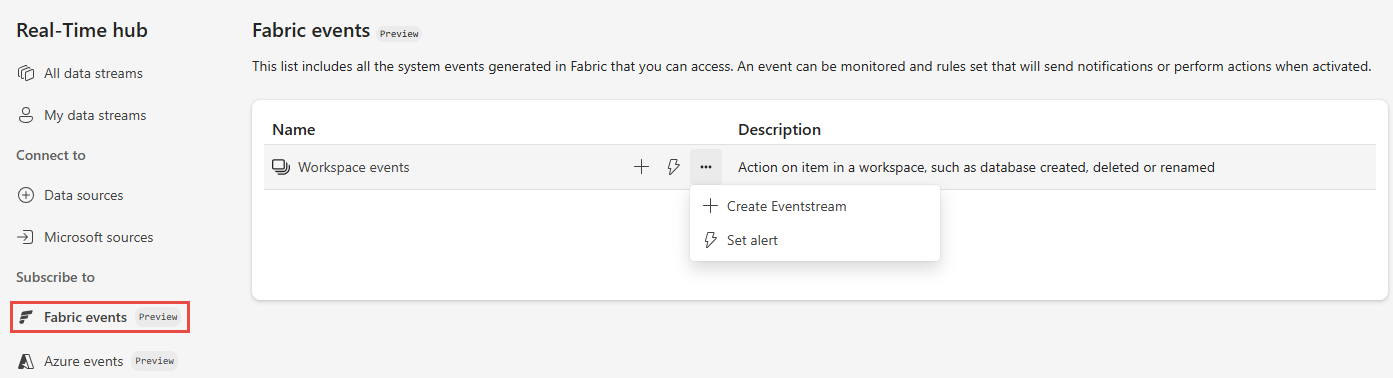 Real-Time hub
All data streams
My data streams
Connect to
Data sources
Microsoft sources
Subscribe to
Fabric events Preview
Azure events Preview
Fabric events Preview
This list includes all the system events generated in Fabric that you can access. An event can be monitored and rules set that will send notifications or perform actions when activated.
Name Description
Workspace events Action on item in a workspace, such as database created, deleted or renamed
Create Eventstream
Set alert